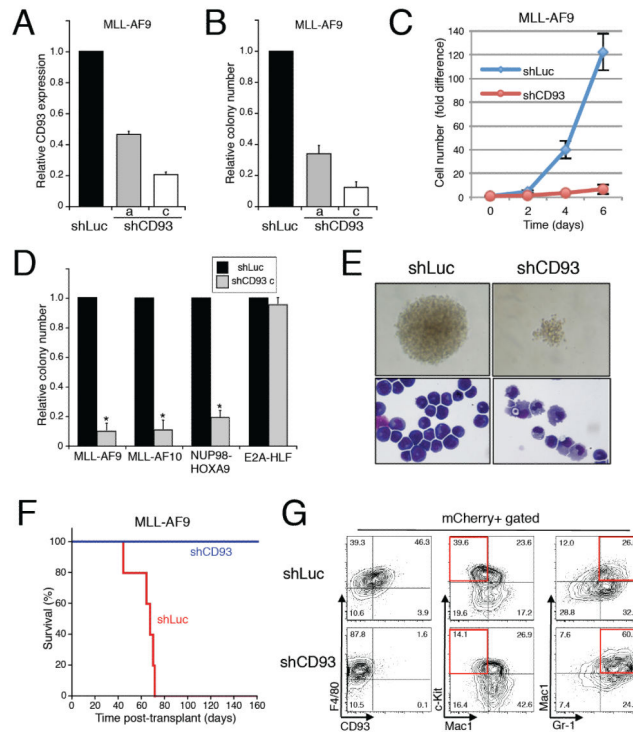 A
MLL-AF9
Relative CD93 expression
1.0
0.8
0.6
0.4
0.2
0
shLuc
a
c
shCD93
B
MLL-AF9
Relative colony number
1.0
0.8
0.6
0.4
0.2
0
shLuc
a
c
shCD93
C
MLL-AF9
Cell number (fold difference)
140
120
100
80
60
40
20
0
shLuc
shCD93
0 2 4 6
Time (days)
D
shLuc
shCD93 c
Relative colony number
1.0
0.8
0.6
0.4
0.2
0
* * *
MLL-AF9 MLL-AF10 NUP98-HOXA9 E2A-HLF
E
shLuc shCD93
F
MLL-AF9
Survival (%)
100
80
60
40
20
0
shCD93
shLuc
0 20 40 60 80 100 120 140 160
Time post-transplant (days)
G
mCherry+ gated
shLuc
39.3 46.3
10.6 3.9
39.6 23.6
19.6 17.2
12.0 26.
28.8 32.
shCD93
87.8 1.6
10.5 0.1
14.1 26.9
16.4 42.6
7.6 60.
7.4 24.
F4/80
CD93
c-Kit
Mac1
Mac1
Gr-1